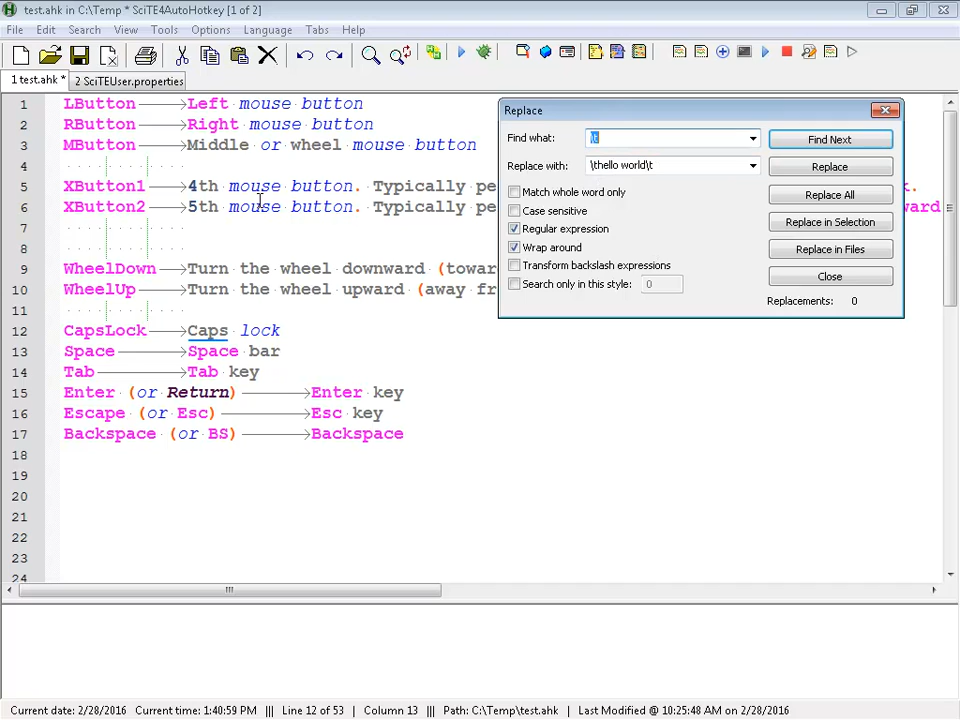 test.ahk * C:\Temp * SciTE4AutoHotkey [1 of 2]
File Edit Search View Tools Options Language Tabs Help
1 test.ahk * 2 SciTEUser.properties
1 LButton Left mouse button
2 RButton Right mouse button
3 MButton Middle or wheel mouse button
4
5 XButton1 4th mouse button. Typically pe
6 XButton2 5th mouse button. Typically pe ward
7
8
9 WheelDown Turn the wheel downward (towar
10 WheelUp Turn the wheel upward (away fr
11
12 CapsLock Caps lock
13 Space Space bar
14 Tab Tab key
15 Enter (or Return) Enter key
16 Escape (or Esc) Esc key
17 Backspace (or BS) Backspace
18
19
20
21
22
23
24
Replace
Find what: \t Find Next
Replace with: \thello world\t Replace
Match whole word only Replace All
Case sensitive
Regular expression Replace in Selection
Wrap around Replace in Files
Transform backslash expressions Close
Search only in this style: 0
Replacements: 0
Current date: 2/28/2016 Current time: 1:40:59 PM ||| Line 12 of 53 ||| Column 13 ||| Path: C:\Temp\test.ahk ||| Last Modified @ 10:25:48 AM on 2/28/2016